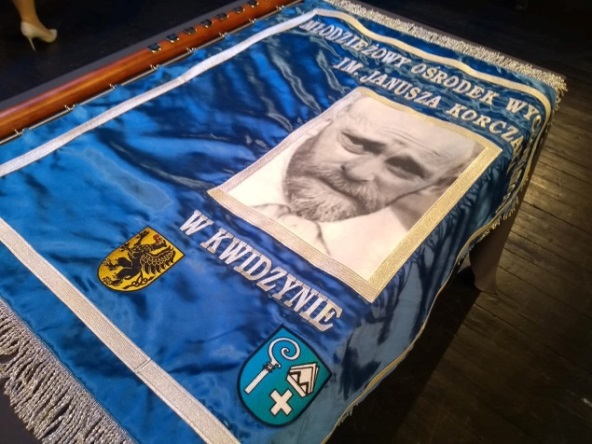 MŁODZIEŻOWY OŚRODEK
IM. JANUSZA
W KWIDZYNIE